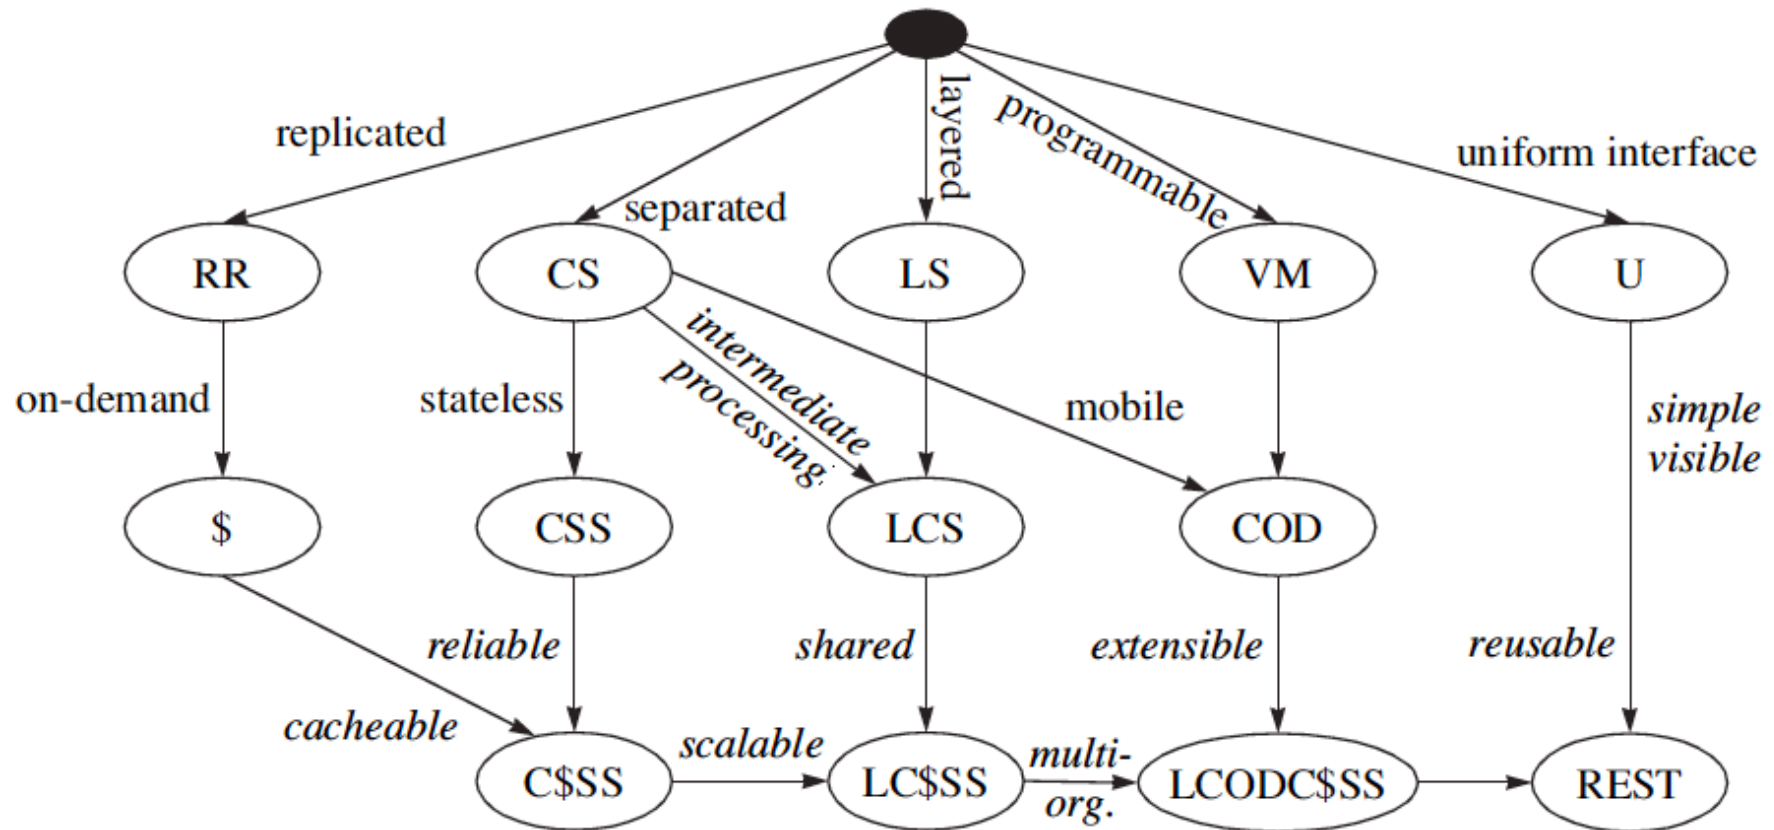 layered
programmable
replicated
uniform interface
separated
RR
CS
LS
VM
U
intermediate
processing.
on-demand
stateless
mobile
simple
visible
$
CSS
LCS
COD
reliable
shared
extensible
reusable
cacheable
scalable
multi-
org.
C$SS
LC$SS
LCODC$SS
REST